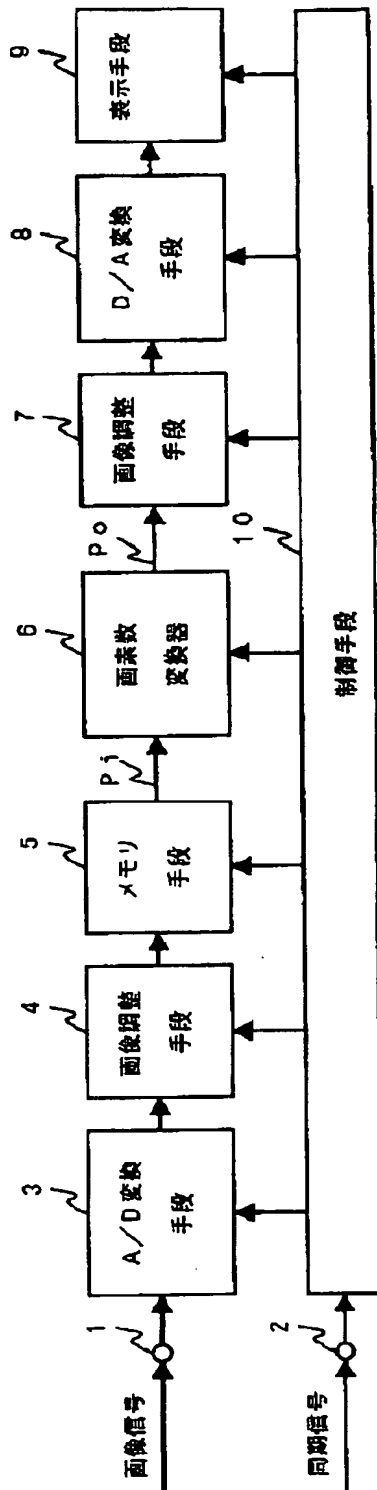 画像信号
1
3
A/D変換
手段
4
画像調整
手段
5
メモリ
手段
Pi
6
画素数
変換器
Po
7
画像調整
手段
8
D/A変換
手段
9
表示手段
同期信号
2
10
制御手段